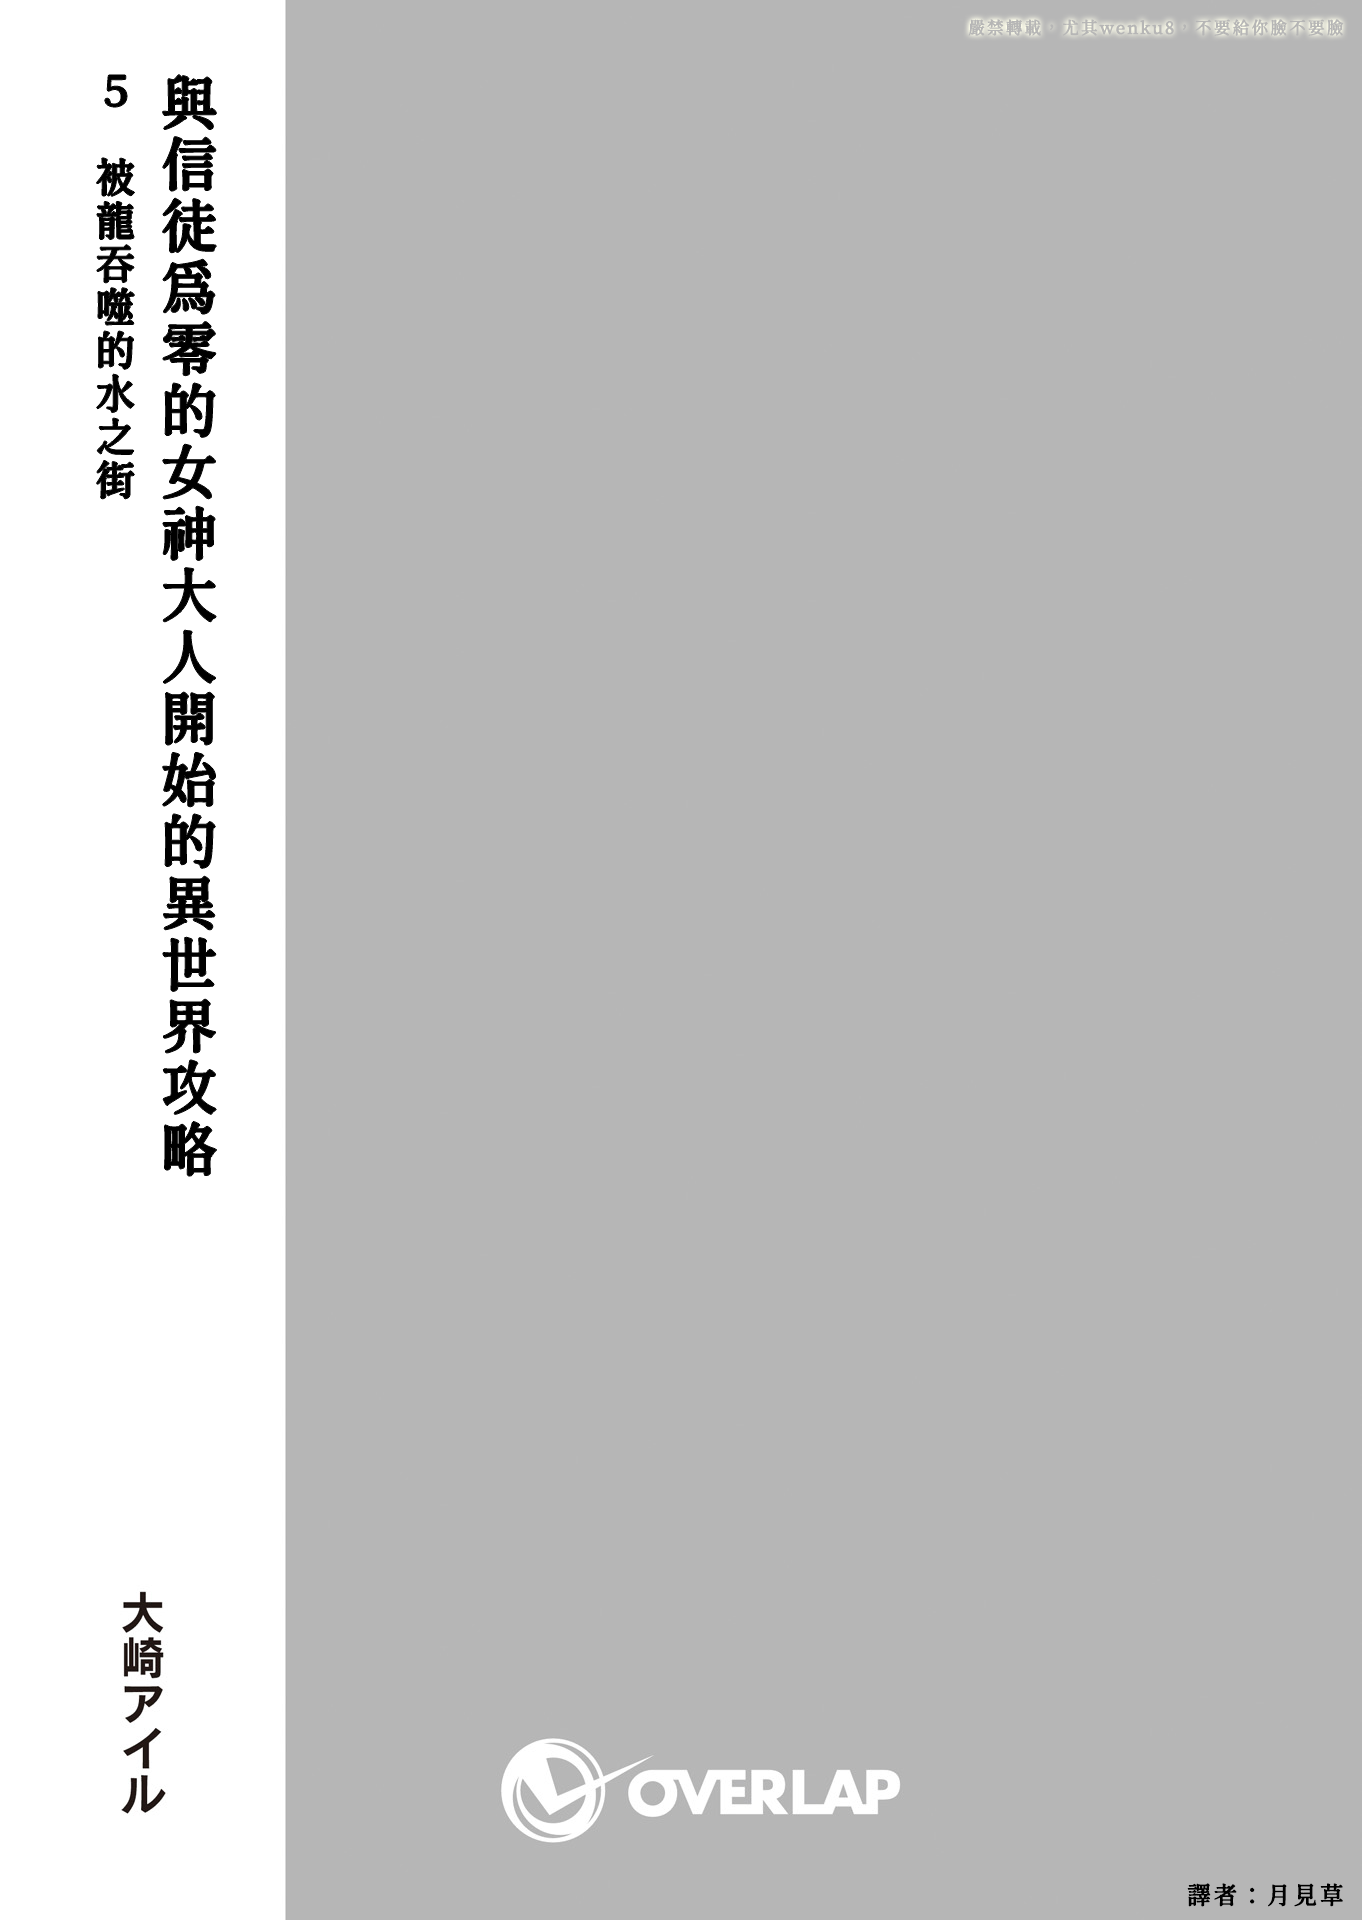 嚴禁轉載，尤其wenku8，不要給你臉不要臉
與信徒爲零的女神大人開始的異世界攻略
5 被龍吞噬的水之街
大崎アイル
OVERLAP
譯者：月見草